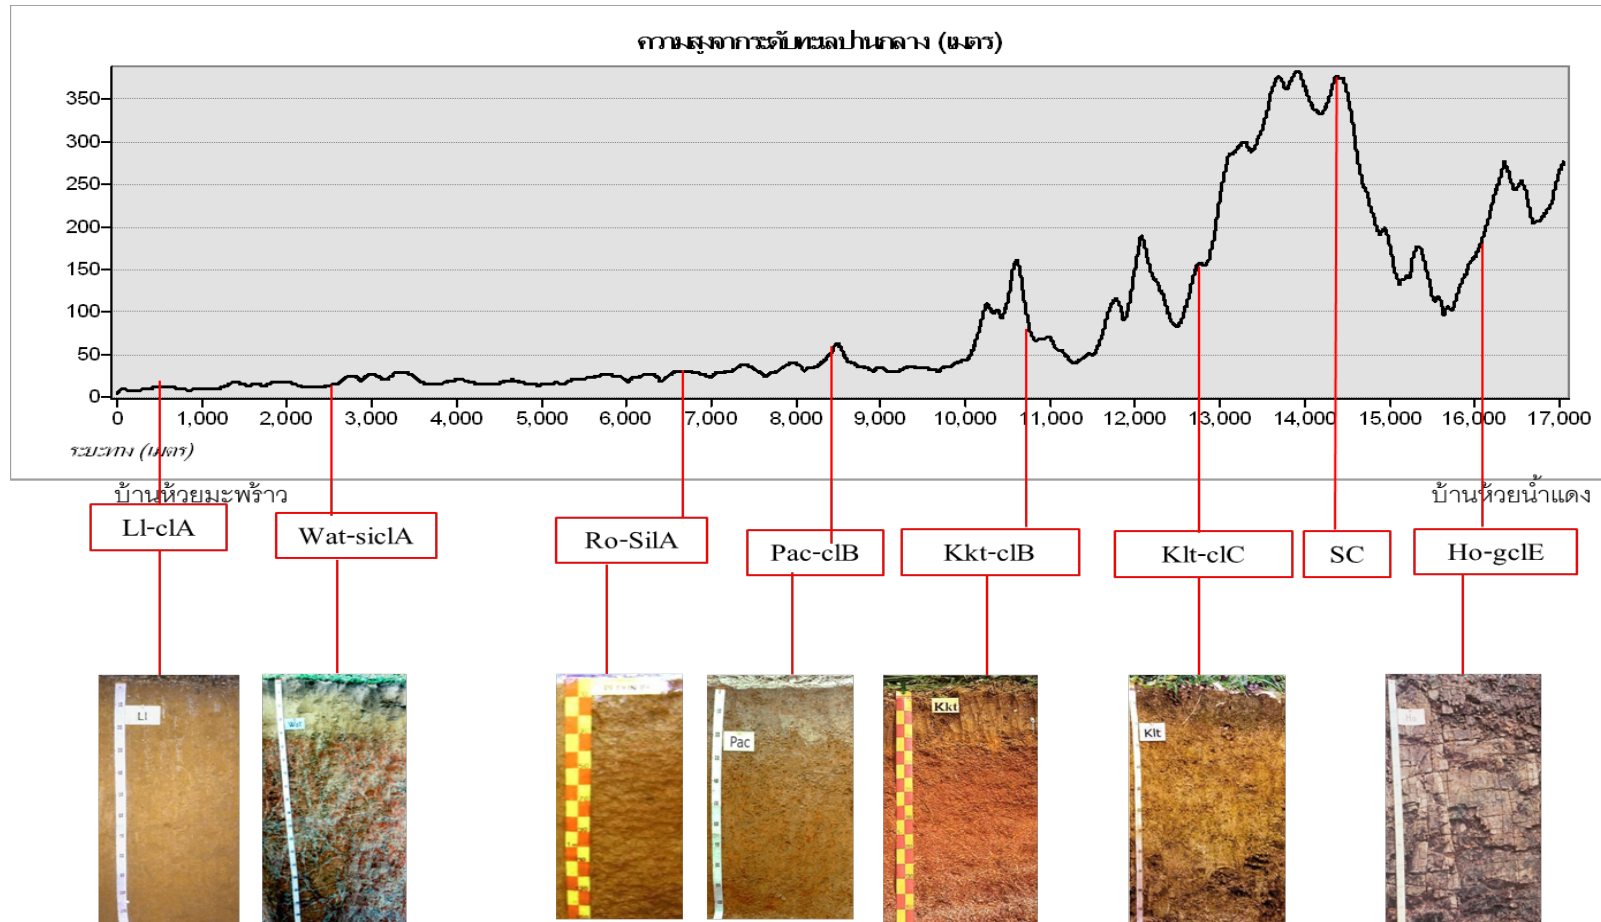 ความสูงจากระดับทะเลปานกลาง (เมตร)
350
300
250
200
150
100
50
0
0 1,000 2,000 3,000 4,000 5,000 6,000 7,000 8,000 9,000 10,000 11,000 12,000 13,000 14,000 15,000 16,000 17,000
ระยะทาง (เมตร)
บ้านห้วยมะพร้าว บ้านห้วยน้ำแดง
Ll-clA Wat-siclA Ro-SilA Pac-clB Kkt-clB Klt-clC SC Ho-gclE
Ll Wat Pac Kkt Klt Ho